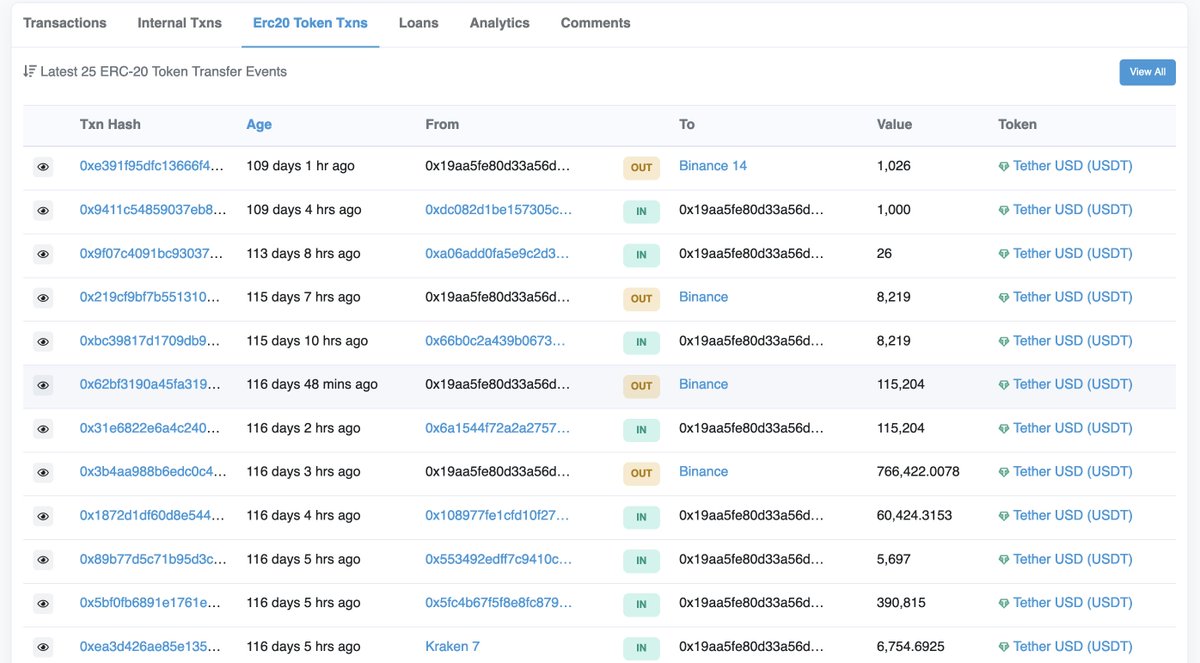 Transactions Internal Txns Erc20 Token Txns Loans Analytics Comments
Latest 25 ERC-20 Token Transfer Events View All
Txn Hash Age From To Value Token
0xe391f95dfc13666f4... 109 days 1 hr ago 0x19aa5fe80d33a56d... OUT Binance 14 1,026 Tether USD (USDT)
0x9411c54859037eb8... 109 days 4 hrs ago 0xdc082d1be157305c... IN 0x19aa5fe80d33a56d... 1,000 Tether USD (USDT)
0x9f07c4091bc93037... 113 days 8 hrs ago 0xa06add0fa5e9c2d3... IN 0x19aa5fe80d33a56d... 26 Tether USD (USDT)
0x219cf9bf7b551310... 115 days 7 hrs ago 0x19aa5fe80d33a56d... OUT Binance 8,219 Tether USD (USDT)
0xbc39817d1709db9... 115 days 10 hrs ago 0x66b0c2a439b0673... IN 0x19aa5fe80d33a56d... 8,219 Tether USD (USDT)
0x62bf3190a45fa319... 116 days 48 mins ago 0x19aa5fe80d33a56d... OUT Binance 115,204 Tether USD (USDT)
0x31e6822e6a4c240... 116 days 2 hrs ago 0x6a1544f72a2a2757... IN 0x19aa5fe80d33a56d... 115,204 Tether USD (USDT)
0x3b4aa988b6edc0c4... 116 days 3 hrs ago 0x19aa5fe80d33a56d... OUT Binance 766,422.0078 Tether USD (USDT)
0x1872d1df60d8e544... 116 days 4 hrs ago 0x108977fe1cfd10f27... IN 0x19aa5fe80d33a56d... 60,424.3153 Tether USD (USDT)
0x89b77d5c71b95d3c... 116 days 5 hrs ago 0x553492edff7c9410c... IN 0x19aa5fe80d33a56d... 5,697 Tether USD (USDT)
0x5bf0fb6891e1761e... 116 days 5 hrs ago 0x5fc4b67f5f8e8fc879... IN 0x19aa5fe80d33a56d... 390,815 Tether USD (USDT)
0xea3d426ae85e135... 116 days 5 hrs ago Kraken 7 IN 0x19aa5fe80d33a56d... 6,754.6925 Tether USD (USDT)